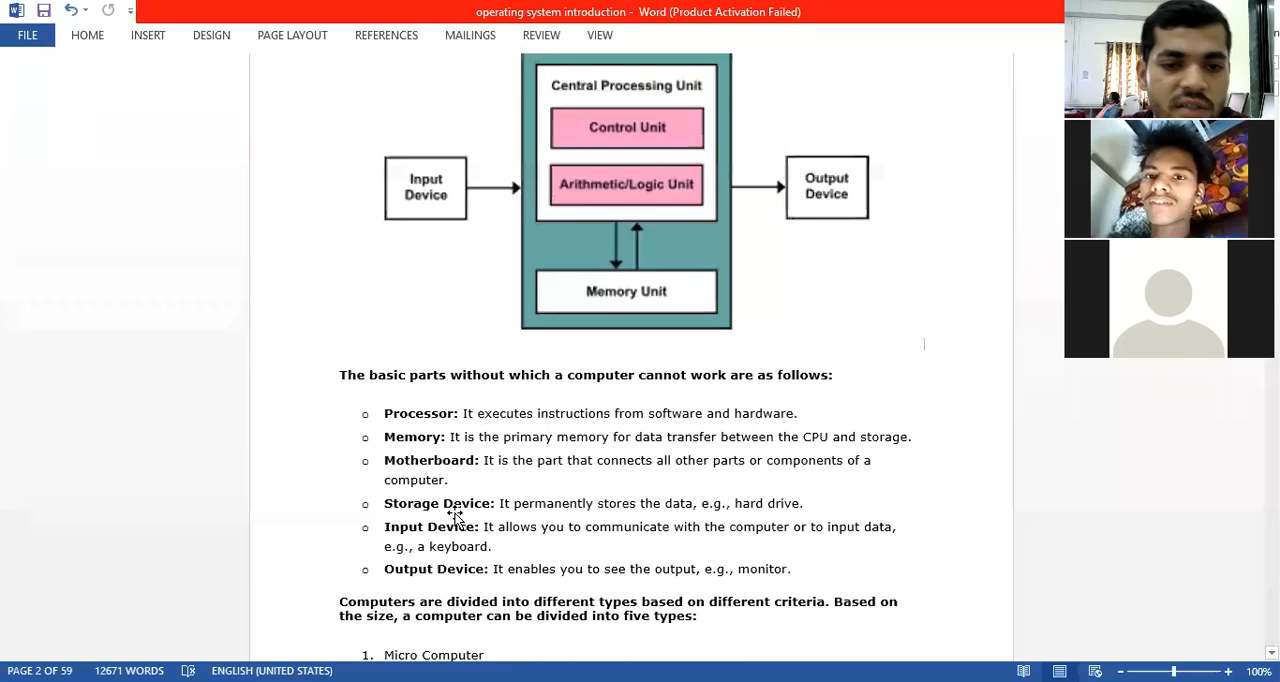 operating system introduction - Word (Product Activation Failed)
FILE HOME INSERT DESIGN PAGE LAYOUT REFERENCES MAILINGS REVIEW VIEW
Central Processing Unit
Control Unit
Arithmetic/Logic Unit
Input
Device
Output
Device
Memory Unit
The basic parts without which a computer cannot work are as follows:
o Processor: It executes instructions from software and hardware.
o Memory: It is the primary memory for data transfer between the CPU and storage.
o Motherboard: It is the part that connects all other parts or components of a
computer.
o Storage Device: It permanently stores the data, e.g., hard drive.
o Input Device: It allows you to communicate with the computer or to input data,
e.g., a keyboard.
o Output Device: It enables you to see the output, e.g., monitor.
Computers are divided into different types based on different criteria. Based on
the size, a computer can be divided into five types:
1. Micro Computer
PAGE 2 OF 59 12671 WORDS ENGLISH (UNITED STATES) 100%